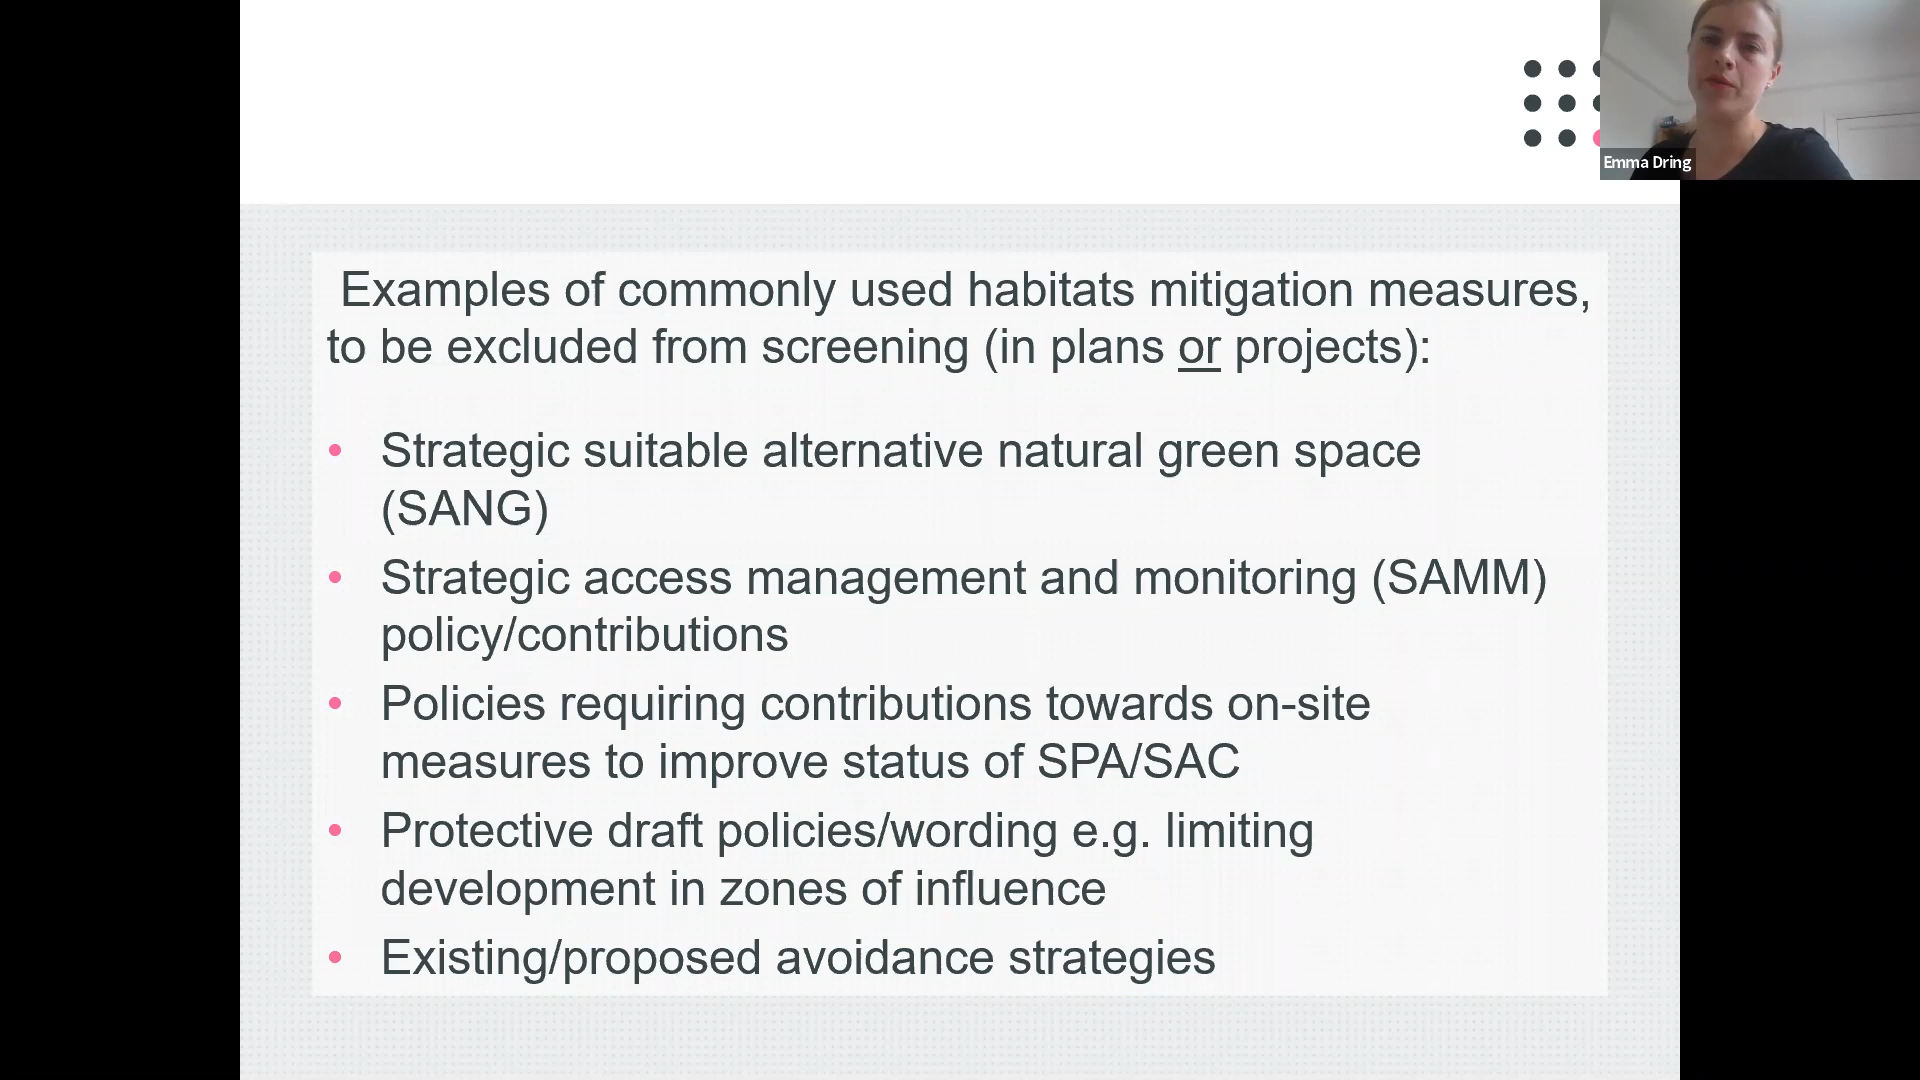 Emma Dring
Examples of commonly used habitats mitigation measures,
to be excluded from screening (in plans or projects):
• Strategic suitable alternative natural green space
(SANG)
• Strategic access management and monitoring (SAMM)
policy/contributions
• Policies requiring contributions towards on-site
measures to improve status of SPA/SAC
• Protective draft policies/wording e.g. limiting
development in zones of influence
• Existing/proposed avoidance strategies